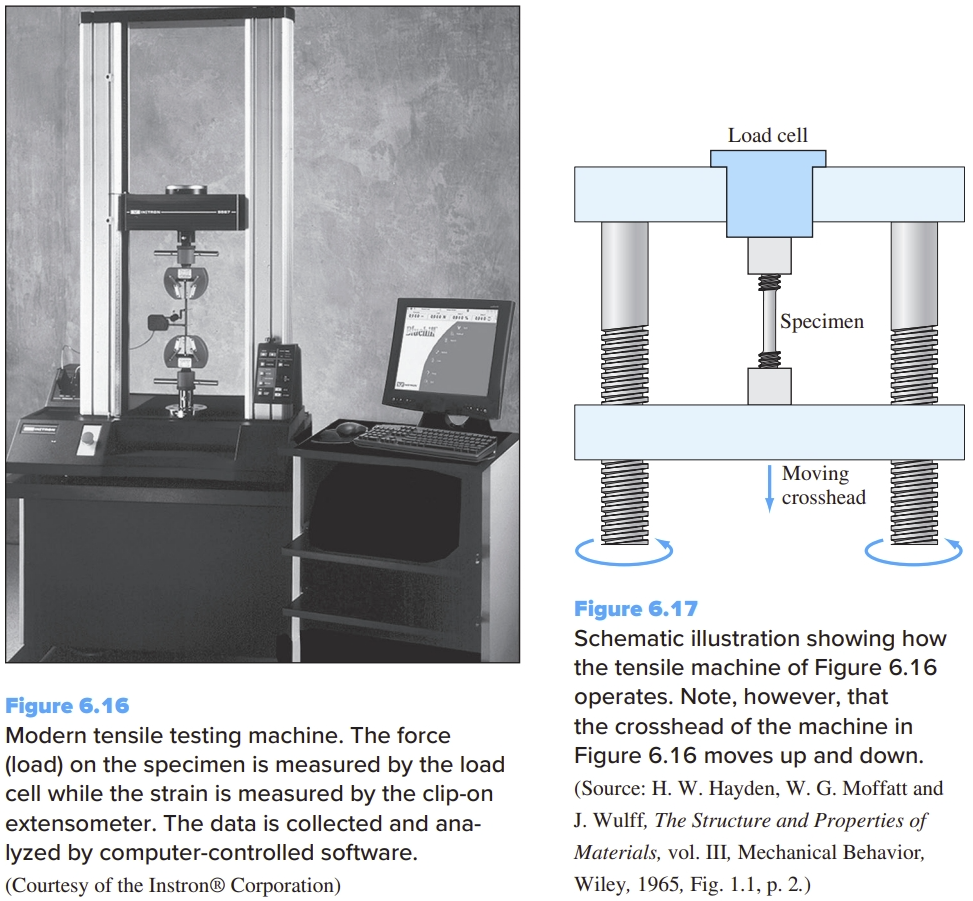 INSTRON
INSTRON
Figure 6.16
Modern tensile testing machine. The force
(load) on the specimen is measured by the load
cell while the strain is measured by the clip-on
extensometer. The data is collected and ana-
lyzed by computer-controlled software.
(Courtesy of the Instron® Corporation)
Load cell
Specimen
Moving
crosshead
Figure 6.17
Schematic illustration showing how
the tensile machine of Figure 6.16
operates. Note, however, that
the crosshead of the machine in
Figure 6.16 moves up and down.
(Source: H. W. Hayden, W. G. Moffatt and
J. Wulff, The Structure and Properties of
Materials, vol. III, Mechanical Behavior,
Wiley, 1965, Fig. 1.1, p. 2.)